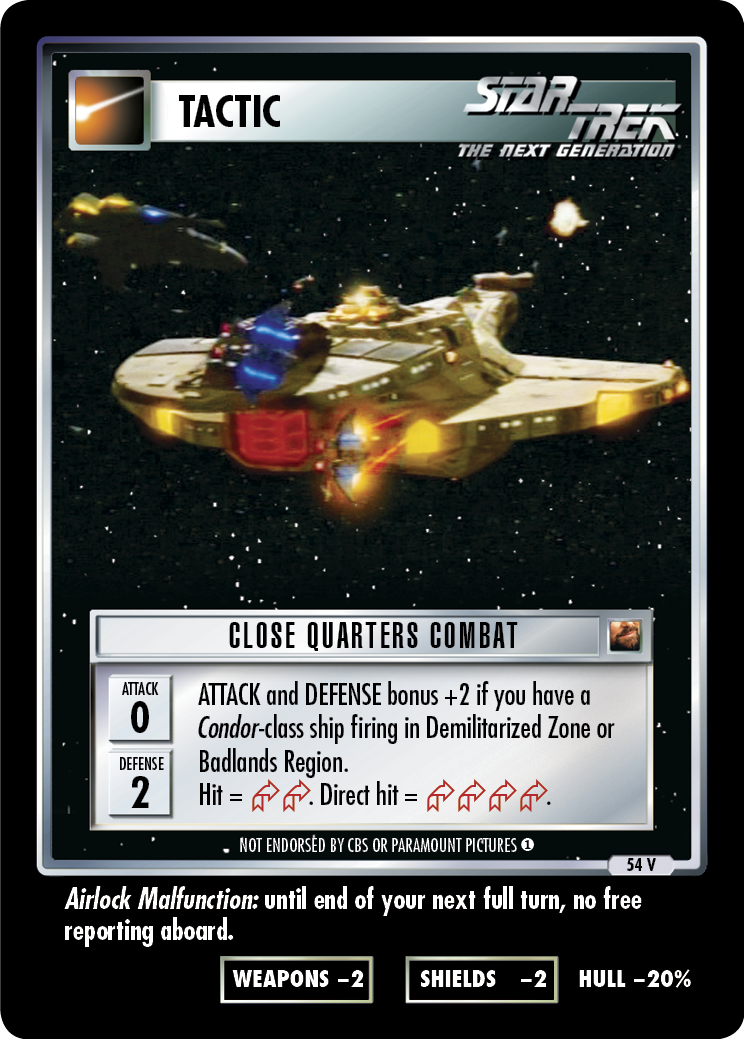 TACTIC
STAR TREK
THE NEXT GENERATION
CLOSE QUARTERS COMBAT
ATTACK
0
DEFENSE
2
ATTACK and DEFENSE bonus +2 if you have a
Condor-class ship firing in Demilitarized Zone or
Badlands Region.
Hit = . Direct hit = .
NOT ENDORSED BY CBS OR PARAMOUNT PICTURES ❶
54 V
Airlock Malfunction: until end of your next full turn, no free
reporting aboard.
WEAPONS –2 SHIELDS –2 HULL –20%